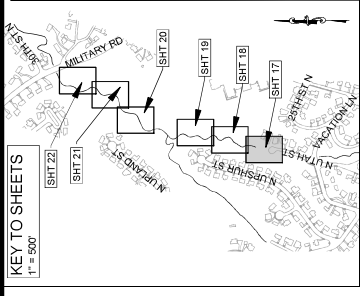 KEY TO SHEETS
1" = 500'
30TH ST N
MILITARY RD
SHT 22
SHT 21
SHT 20
SHT 19
SHT 18
SHT 17
N UPLAND ST
N UPSHUR ST
N UTAH ST
25TH ST N
VACATION LN